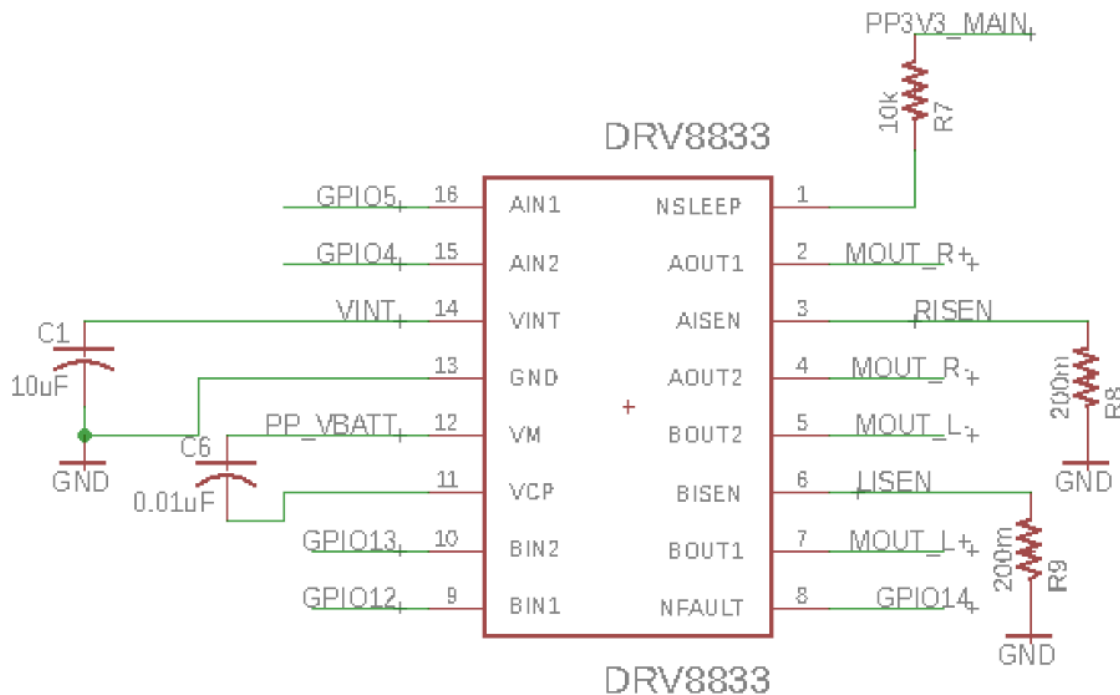 PP3V3_MAIN
10k
R7
DRV8833
GPIO5 16 AIN1 NSLEEP 1
GPIO4 15 AIN2 AOUT1 2 MOUT_R+
VINT 14 VINT AISEN 3 RISEN
C1
10uF
13 GND AOUT2 4 MOUT_R-
200m
R8
PP_VBATT 12 VM BOUT2 5 MOUT_L-
C6
GND
0.01uF
11 VCP BISEN 6 LISEN
GND
GPIO13 10 BIN2 BOUT1 7 MOUT_L+
200m
R9
GPIO12 9 BIN1 NFAULT 8 GPIO14
GND
DRV8833